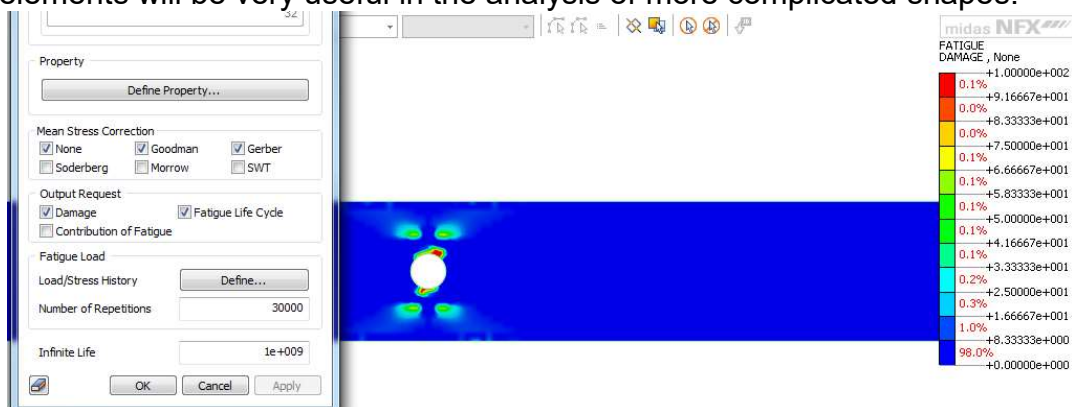 elements will be very useful in the analysis of more complicated shapes.
32
Property
Define Property...
Mean Stress Correction
None Goodman Gerber
Soderberg Morrow SWT
Output Request
Damage Fatigue Life Cycle
Contribution of Fatigue
Fatigue Load
Load/Stress History Define...
Number of Repetitions 30000
Infinite Life 1e+009
OK Cancel Apply
midas NFX
FATIGUE
DAMAGE , None
+1.00000e+002
0.1%
+9.16667e+001
0.0%
+8.33333e+001
0.0%
+7.50000e+001
0.1%
+6.66667e+001
0.1%
+5.83333e+001
0.1%
+5.00000e+001
0.1%
+4.16667e+001
0.1%
+3.33333e+001
0.2%
+2.50000e+001
0.3%
+1.66667e+001
1.0%
+8.33333e+000
98.0%
+0.00000e+000